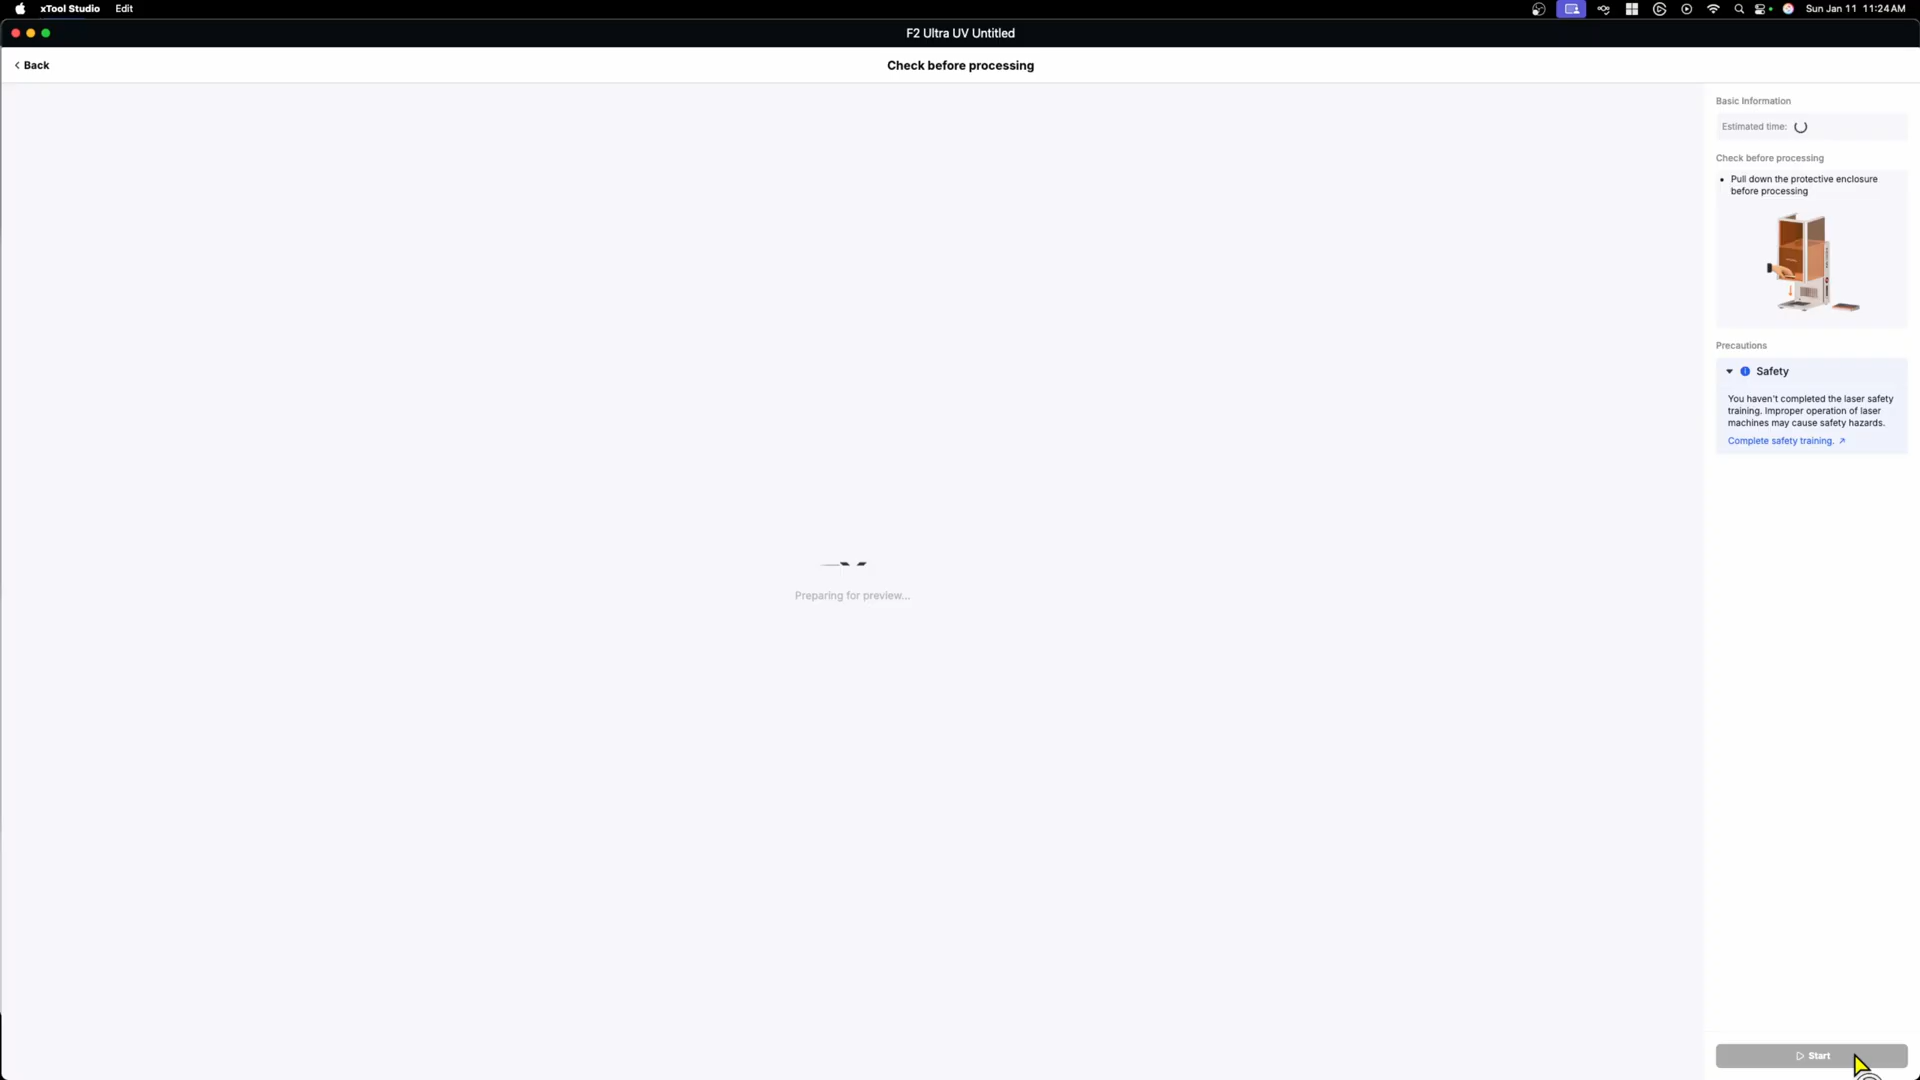 xTool Studio Edit
Sun Jan 11 11:24 AM
F2 Ultra UV Untitled
Back
Check before processing
Basic Information
Estimated time:
Check before processing
• Pull down the protective enclosure
before processing
Precautions
Safety
You haven't completed the laser safety
training. Improper operation of laser
machines may cause safety hazards.
Complete safety training.
Preparing for preview...
Start